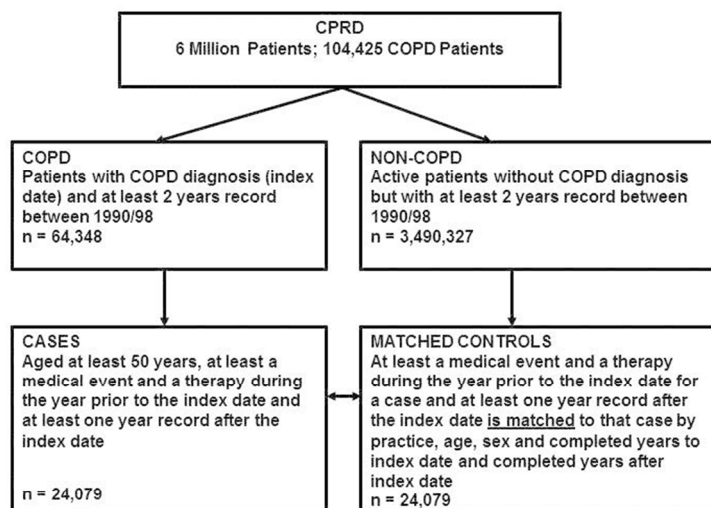 CPRD
6 Million Patients; 104,425 COPD Patients
COPD
Patients with COPD diagnosis (index
date) and at least 2 years record
between 1990/98
n = 64,348
NON-COPD
Active patients without COPD diagnosis
but with at least 2 years record between
1990/98
n = 3,490,327
CASES
Aged at least 50 years, at least a
medical event and a therapy during
the year prior to the index date and
at least one year record after the
index date
n = 24,079
MATCHED CONTROLS
At least a medical event and a therapy
during the year prior to the index date for
a case and at least one year record after
the index date is matched to that case by
practice, age, sex and completed years to
index date and completed years after
index date
n = 24,079